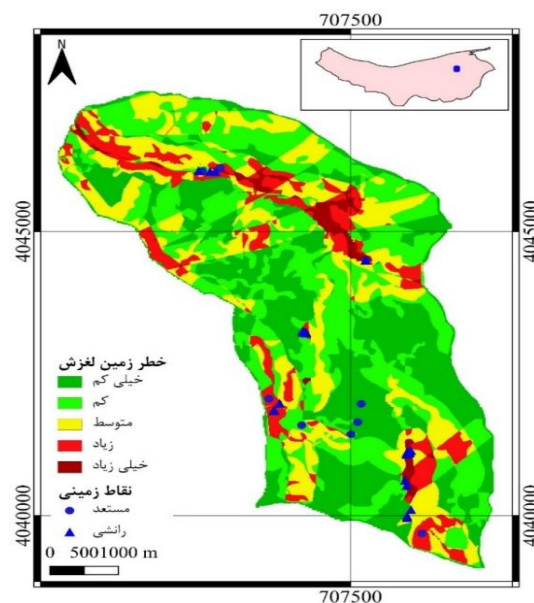 707500
N
4045000
4045000
خطر زمین لغزش
خیلی کم
کم
متوسط
زیاد
خیلی زیاد
نقاط زمینی
مستعد
رانشی
4040000
4040000
0 5001000 m
707500